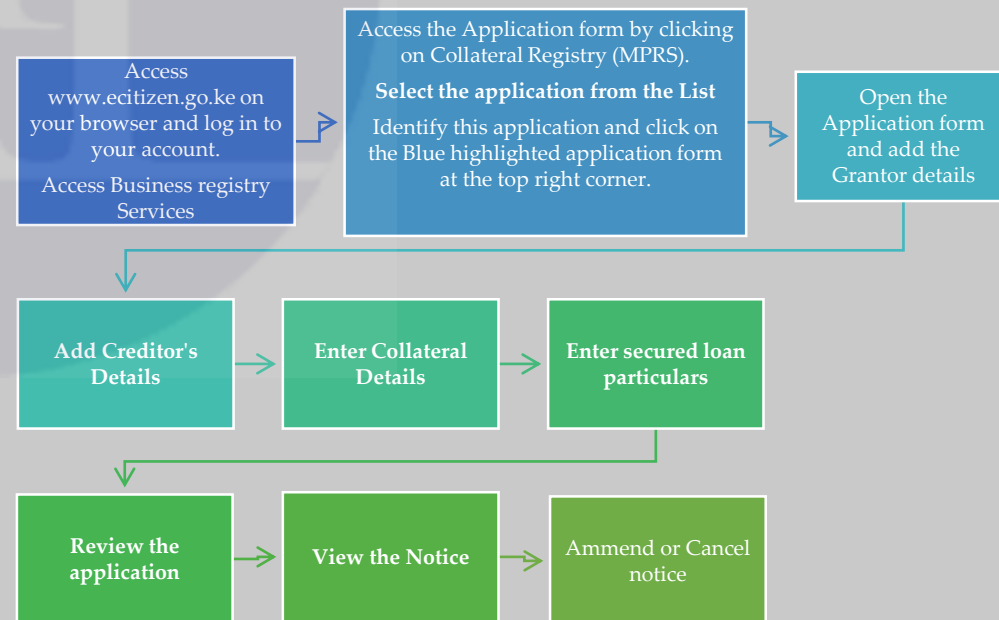 Access
www.ecitizen.go.ke on
your browser and log in to
your account.
Access Business registry
Services
Access the Application form by clicking
on Collateral Registry (MPRS).
Select the application from the List
Identify this application and click on
the Blue highlighted application form
at the top right corner.
Open the
Application form
and add the
Grantor details
Add Creditor's
Details
Enter Collateral
Details
Enter secured loan
particulars
Review the
application
View the Notice
Ammend or Cancel
notice